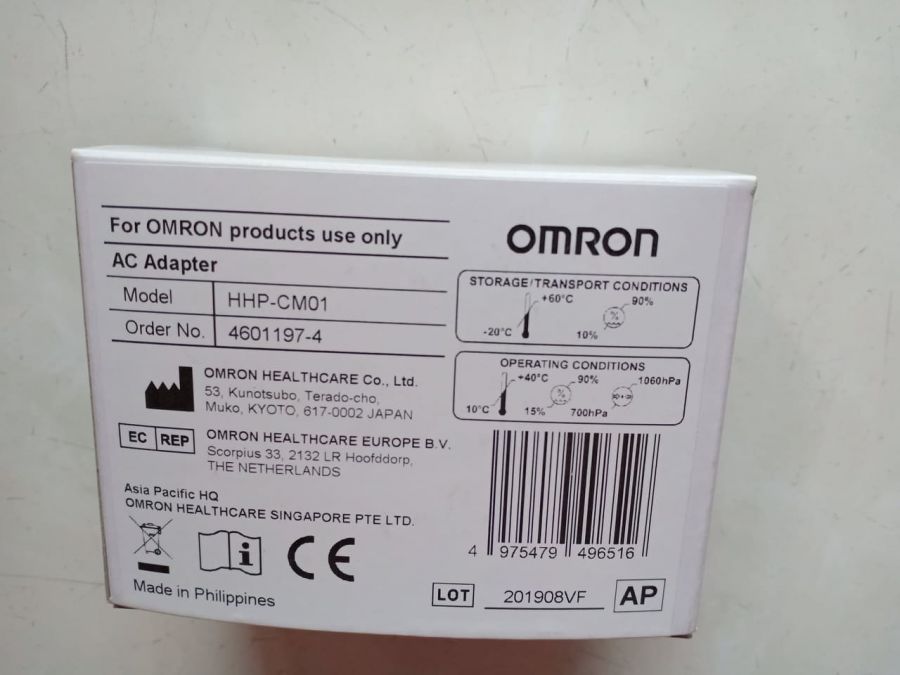 For OMRON products use only
AC Adapter
Model HHP-CM01
Order No. 4601197-4
OMRON HEALTHCARE Co., Ltd.
53, Kunotsubo, Terado-cho,
Muko, KYOTO, 617-0002 JAPAN
EC REP
OMRON HEALTHCARE EUROPE B.V.
Scorpius 33, 2132 LR Hoofddorp,
THE NETHERLANDS
Asia Pacific HQ
OMRON HEALTHCARE SINGAPORE PTE LTD.
CE
Made in Philippines
OMRON
STORAGE/TRANSPORT CONDITIONS
+60°C 90%
-20°C 10%
OPERATING CONDITIONS
+40°C 90% 1060hPa
10°C 15% 700hPa
4 975479 496516
LOT 201908VF AP